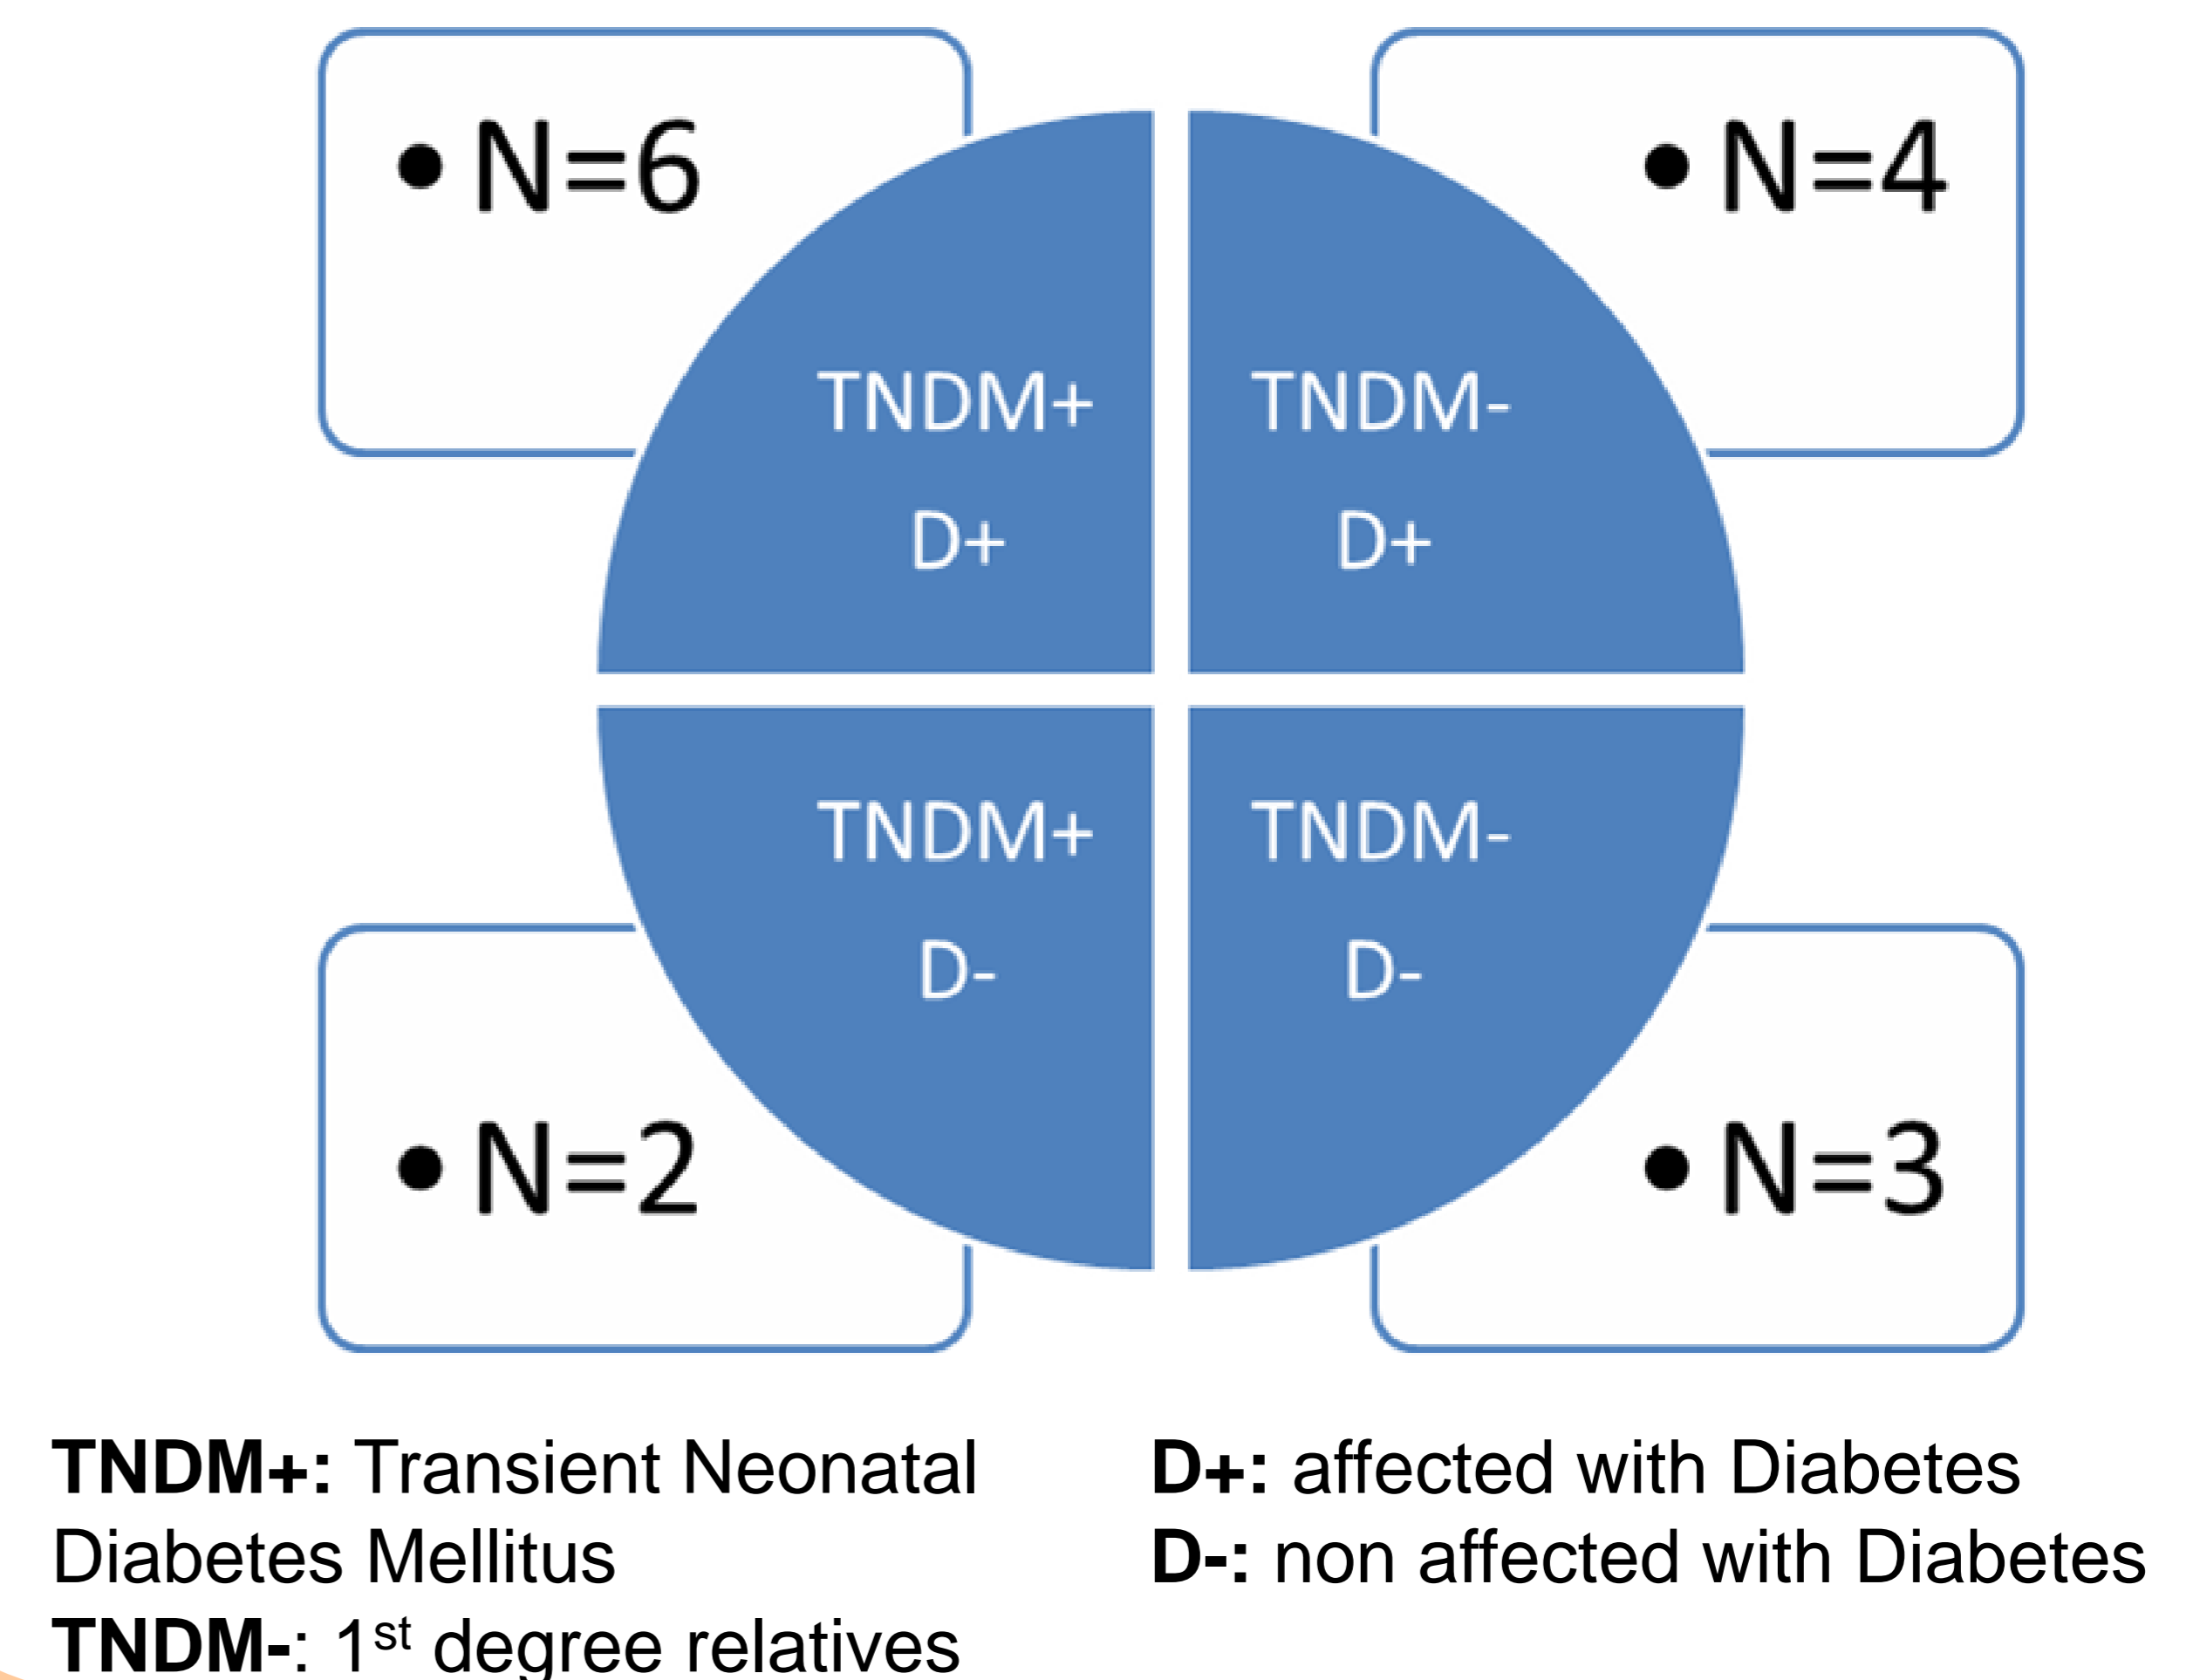 • N=6
• N=4
TNDM+
D+
TNDM-
D+
TNDM+
D-
TNDM-
D-
• N=2
• N=3
TNDM+: Transient Neonatal
Diabetes Mellitus
TNDM-: 1st degree relatives
D+: affected with Diabetes
D-: non affected with Diabetes